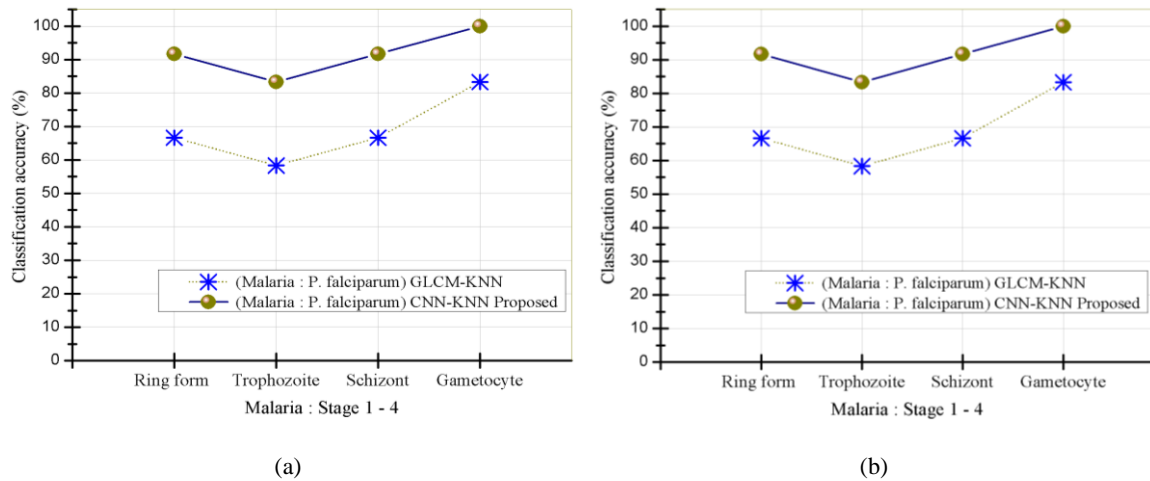 Classification accuracy (%)
100
90
80
70
60
50
40
30
20
10
0
(Malaria : P. falciparum) GLCM-KNN
(Malaria : P. falciparum) CNN-KNN Proposed
Ring form Trophozoite Schizont Gametocyte
Malaria : Stage 1 - 4
(a)
Classification accuracy (%)
100
90
80
70
60
50
40
30
20
10
0
(Malaria : P. falciparum) GLCM-KNN
(Malaria : P. falciparum) CNN-KNN Proposed
Ring form Trophozoite Schizont Gametocyte
Malaria : Stage 1 - 4
(b)